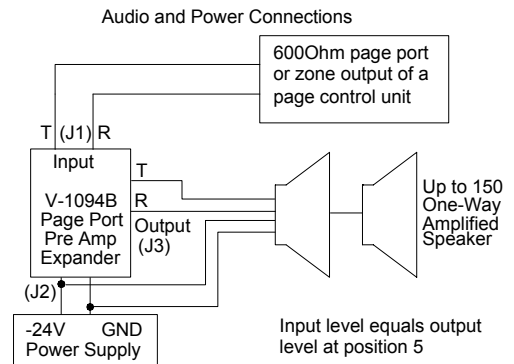 Audio and Power Connections
600Ohm page port
or zone output of a
page control unit
T (J1) R
Input
V-1094B
Page Port
Pre Amp
Expander
T
R
Output
(J3)
Up to 150
One-Way
Amplified
Speaker
(J2)
-24V GND
Power Supply
Input level equals output
level at position 5